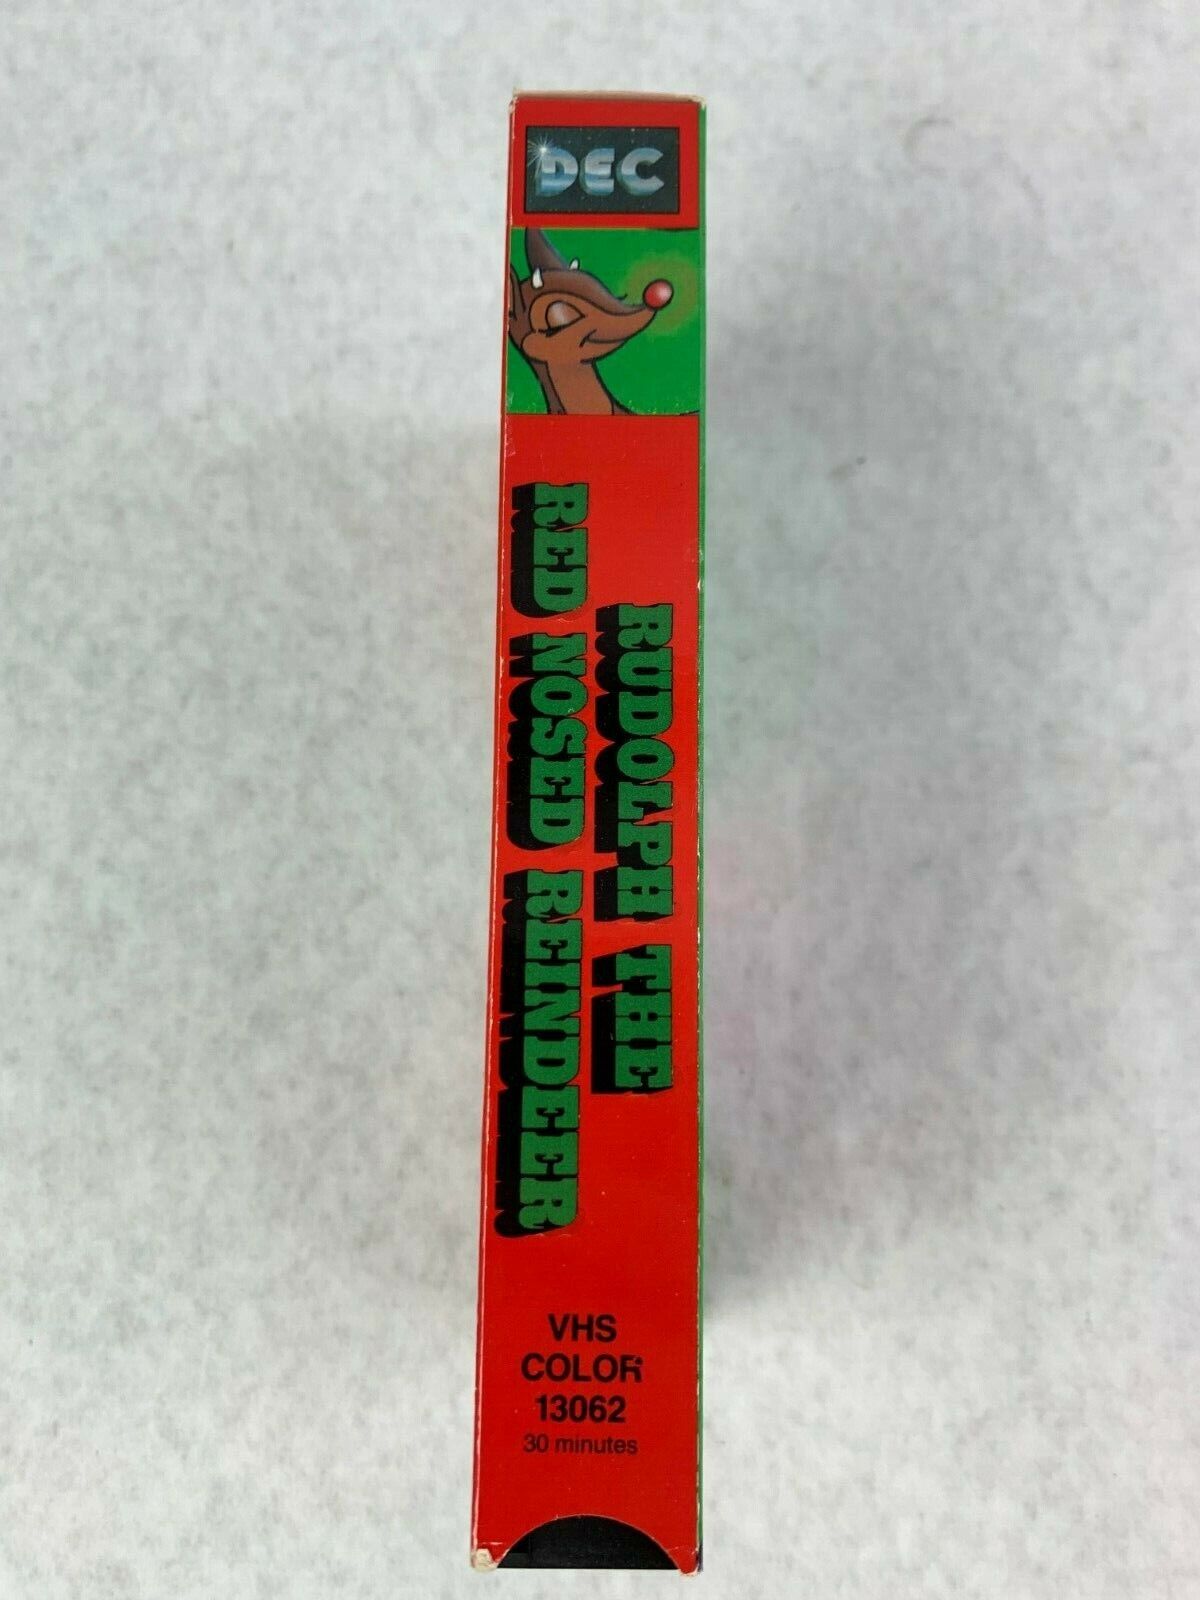 DEC
RUDOLPH THE
RED NOSED REINDEER
VHS
COLOR
13062
30 minutes